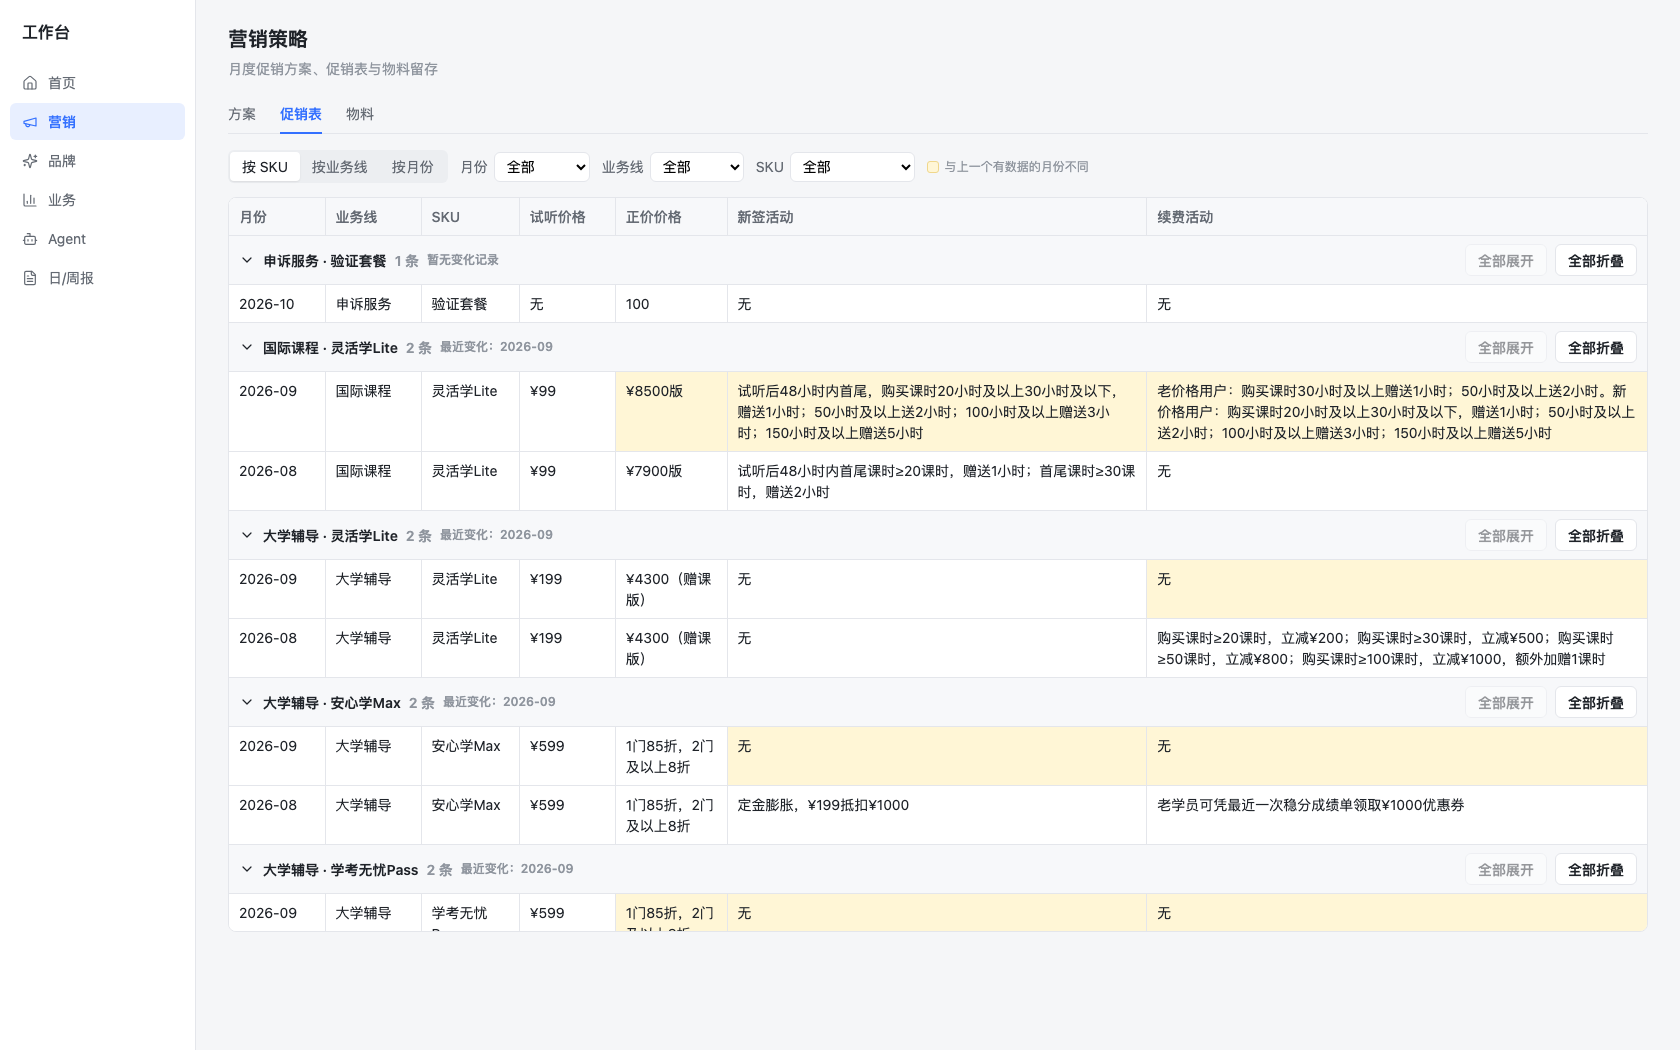 工作台
首页
营销
品牌
业务
Agent
日/周报
营销策略
月度促销方案、促销表与物料留存
方案 促销表 物料
按 SKU 按业务线 按月份 月份 全部 业务线 全部 SKU 全部 与上一个有数据的月份不同
月份 业务线 SKU 试听价格 正价价格 新签活动 续费活动
申诉服务 · 验证套餐 1 条 暂无变化记录 全部展开 全部折叠
2026-10 申诉服务 验证套餐 无 100 无 无
国际课程 · 灵活学Lite 2 条 最近变化：2026-09 全部展开 全部折叠
2026-09 国际课程 灵活学Lite ¥99 ¥8500版 试听后48小时内首尾，购买课时20小时及以上30小时及以下， 老价格用户：购买课时30小时及以上赠送1小时；50小时及以上送2小时。新
赠送1小时；50小时及以上送2小时；100小时及以上赠送3小 价格用户：购买课时20小时及以上30小时及以下，赠送1小时；50小时及以上
时；150小时及以上赠送5小时 送2小时；100小时及以上赠送3小时；150小时及以上赠送5小时
2026-08 国际课程 灵活学Lite ¥99 ¥7900版 试听后48小时内首尾课时≥20课时，赠送1小时；首尾课时≥30课 无
时，赠送2小时
大学辅导 · 灵活学Lite 2 条 最近变化：2026-09 全部展开 全部折叠
2026-09 大学辅导 灵活学Lite ¥199 ¥4300（赠课 无 无
版）
2026-08 大学辅导 灵活学Lite ¥199 ¥4300（赠课 无 购买课时≥20课时，立减¥200；购买课时≥30课时，立减¥500；购买课时
版） ≥50课时，立减¥800；购买课时≥100课时，立减¥1000，额外加赠1课时
大学辅导 · 安心学Max 2 条 最近变化：2026-09 全部展开 全部折叠
2026-09 大学辅导 安心学Max ¥599 1门85折，2门 无 无
及以上8折
2026-08 大学辅导 安心学Max ¥599 1门85折，2门 定金膨胀，¥199抵扣¥1000 老学员可凭最近一次稳分成绩单领取¥1000优惠券
及以上8折
大学辅导 · 学考无忧Pass 2 条 最近变化：2026-09 全部展开 全部折叠
2026-09 大学辅导 学考无忧 ¥599 1门85折，2门 无 无